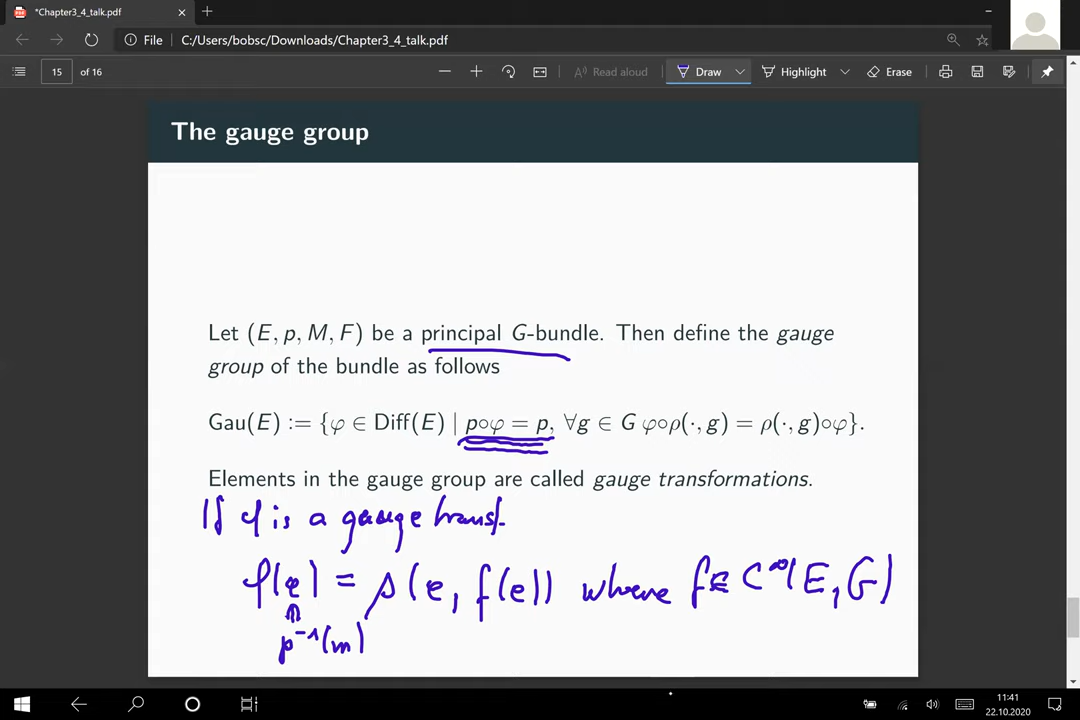 *Chapter3_4_talk.pdf
File C:/Users/bobsc/Downloads/Chapter3_4_talk.pdf
15 of 16 Read aloud Draw Highlight Erase
The gauge group
Let (E, p, M, F) be a principal G-bundle. Then define the gauge
group of the bundle as follows
Gau(E) := {φ ∈ Diff(E) | p∘φ = p, ∀g ∈ G φ∘ρ(·, g) = ρ(·, g)∘φ}.
Elements in the gauge group are called gauge transformations.
If φ is a gauge transf.
φ(e) = ρ(e, f(e)) where f∈ C^∞(E, G)
p⁻¹(m)
11:41
22.10.2020